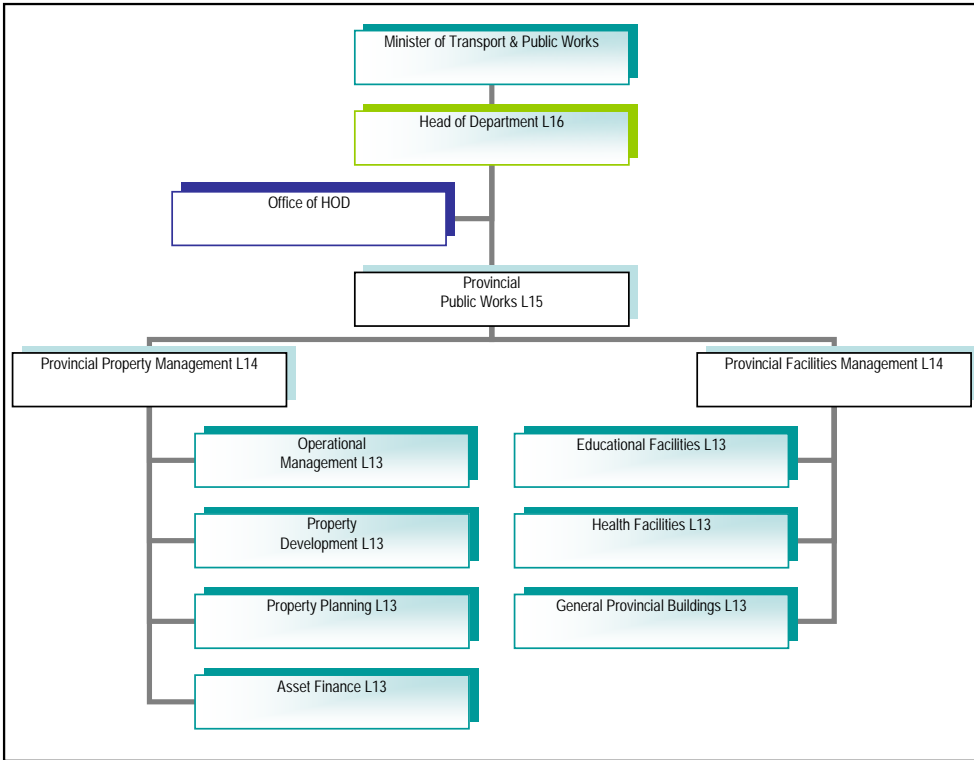 Minister of Transport & Public Works
Head of Department L16
Office of HOD
Provincial
Public Works L15
Provincial Property Management L14
Provincial Facilities Management L14
Operational
Management L13
Educational Facilities L13
Property
Development L13
Health Facilities L13
Property Planning L13
General Provincial Buildings L13
Asset Finance L13